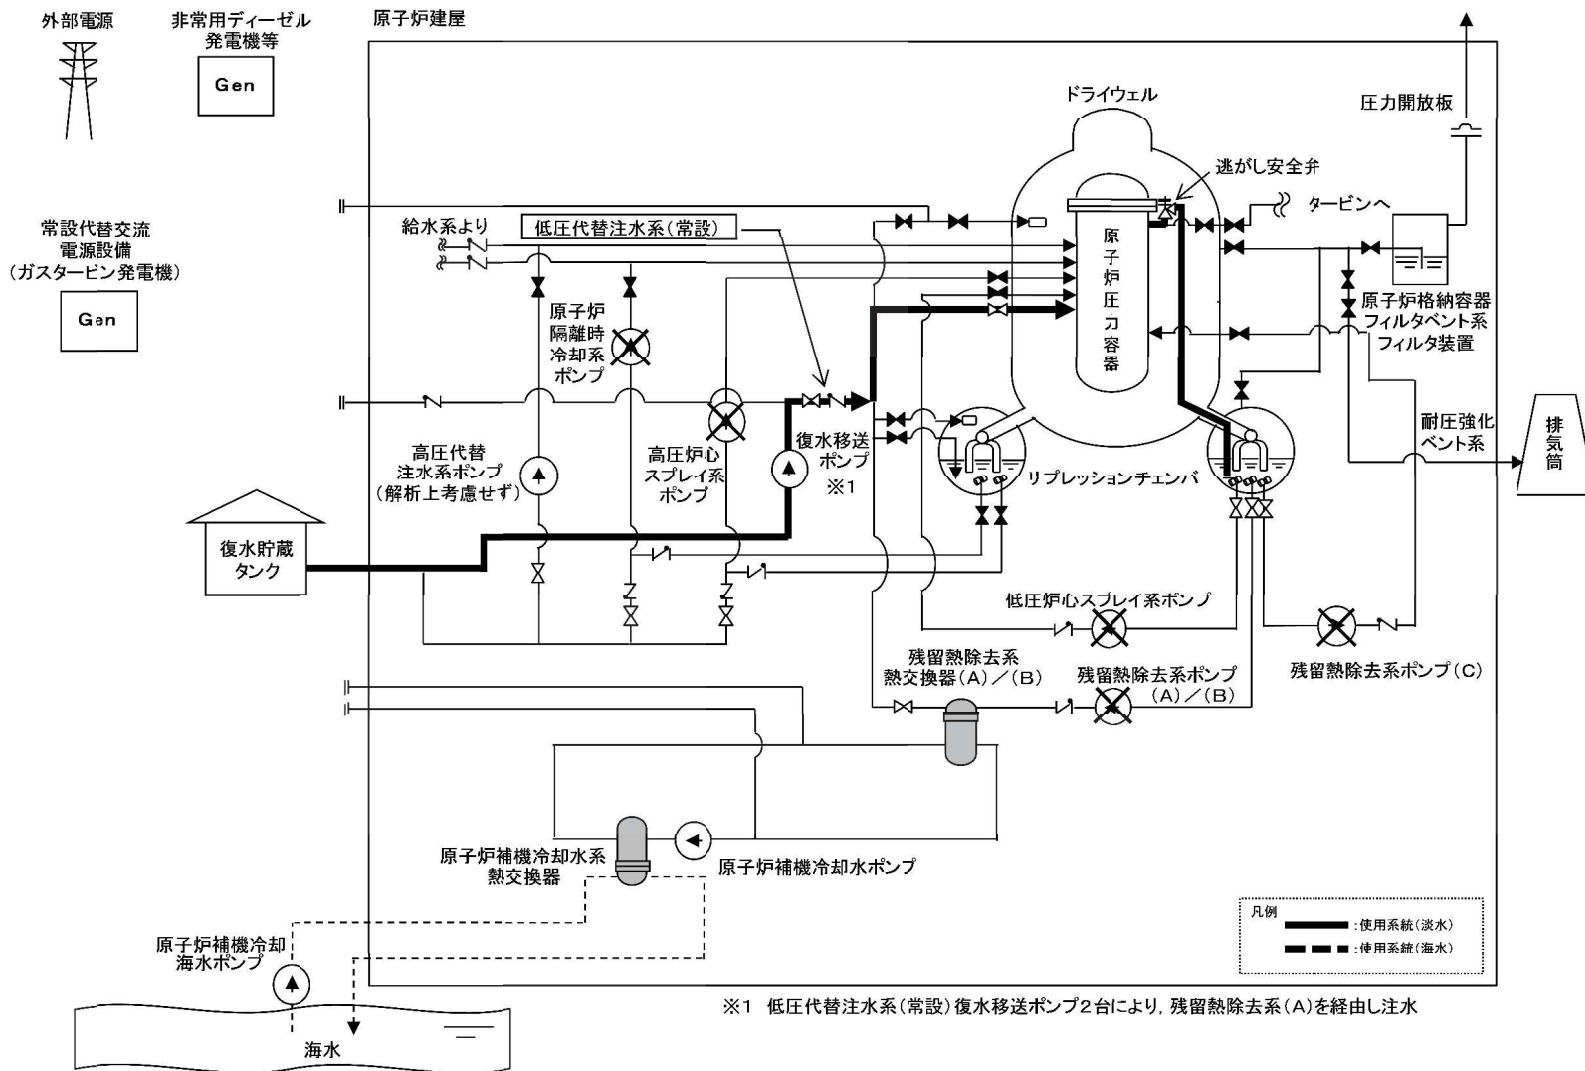 外部電源
非常用ディーゼル
発電機等
Gen
原子炉建屋
ドライウェル
圧力開放板
逃がし安全弁
タービンへ
常設代替交流
電源設備
(ガスタービン発電機)
Gen
給水系より
低圧代替注水系(常設)
原子炉圧力容器
原子炉
隔離時
冷却系
ポンプ
原子炉格納容器
フィルタベント系
フィルタ装置
耐圧強化
ベント系
排気筒
高圧代替
注水系ポンプ
(解析上考慮せず)
高圧炉心
スプレイ系
ポンプ
復水移送
ポンプ
※1
リプレッションチェンバ
復水貯蔵
タンク
低圧炉心スプレイ系ポンプ
残留熱除去系
熱交換器(A)/(B)
残留熱除去系ポンプ
(A)/(B)
残留熱除去系ポンプ(C)
原子炉補機冷却水系
熱交換器
原子炉補機冷却水ポンプ
原子炉補機冷却
海水ポンプ
海水
凡例
:使用系統(淡水)
:使用系統(海水)
※1 低圧代替注水系(常設)復水移送ポンプ2台により,残留熱除去系(A)を経由し注水